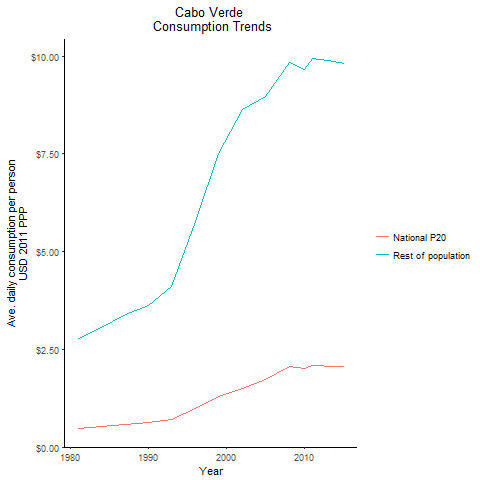 Cabo Verde
Consumption Trends
Ave. daily consumption per person
USD 2011 PPP
$10.00
$7.50
$5.00
$2.50
$0.00
1980 1990 2000 2010
Year
National P20
Rest of population